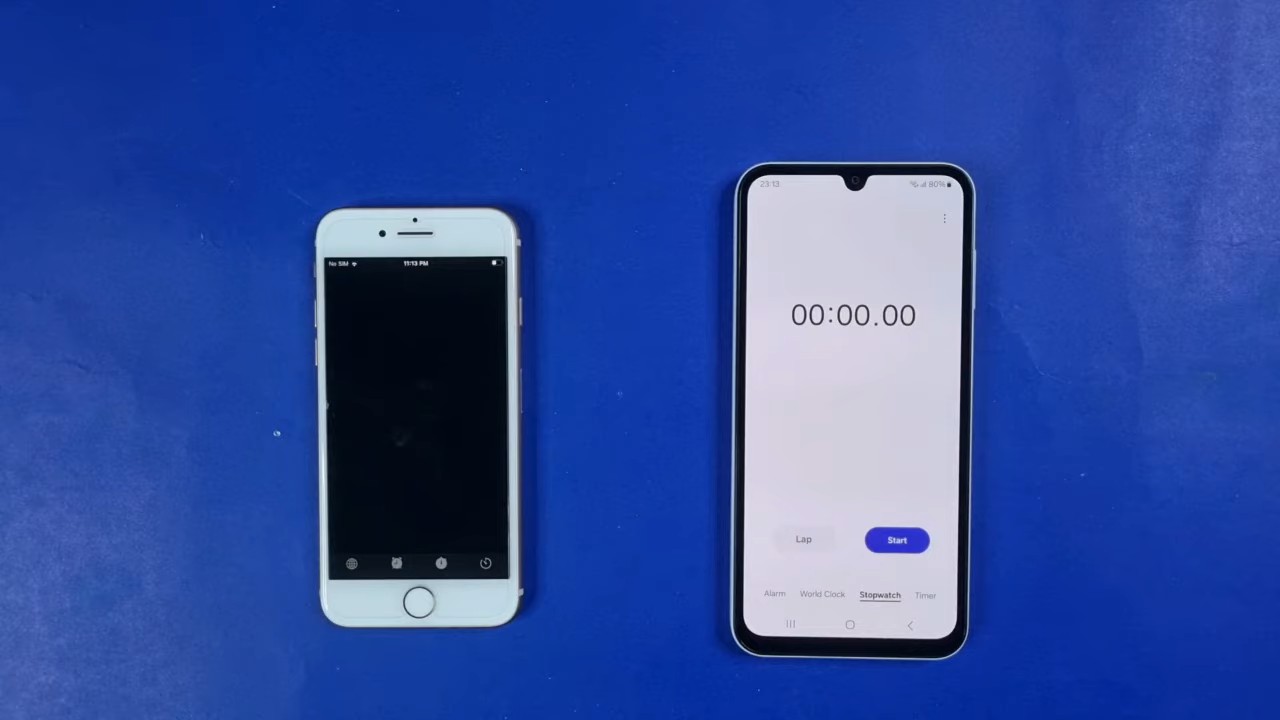 No SIM 11:13 PM
23:13 80%
00:00.00
Lap Start
Alarm World Clock Stopwatch Timer